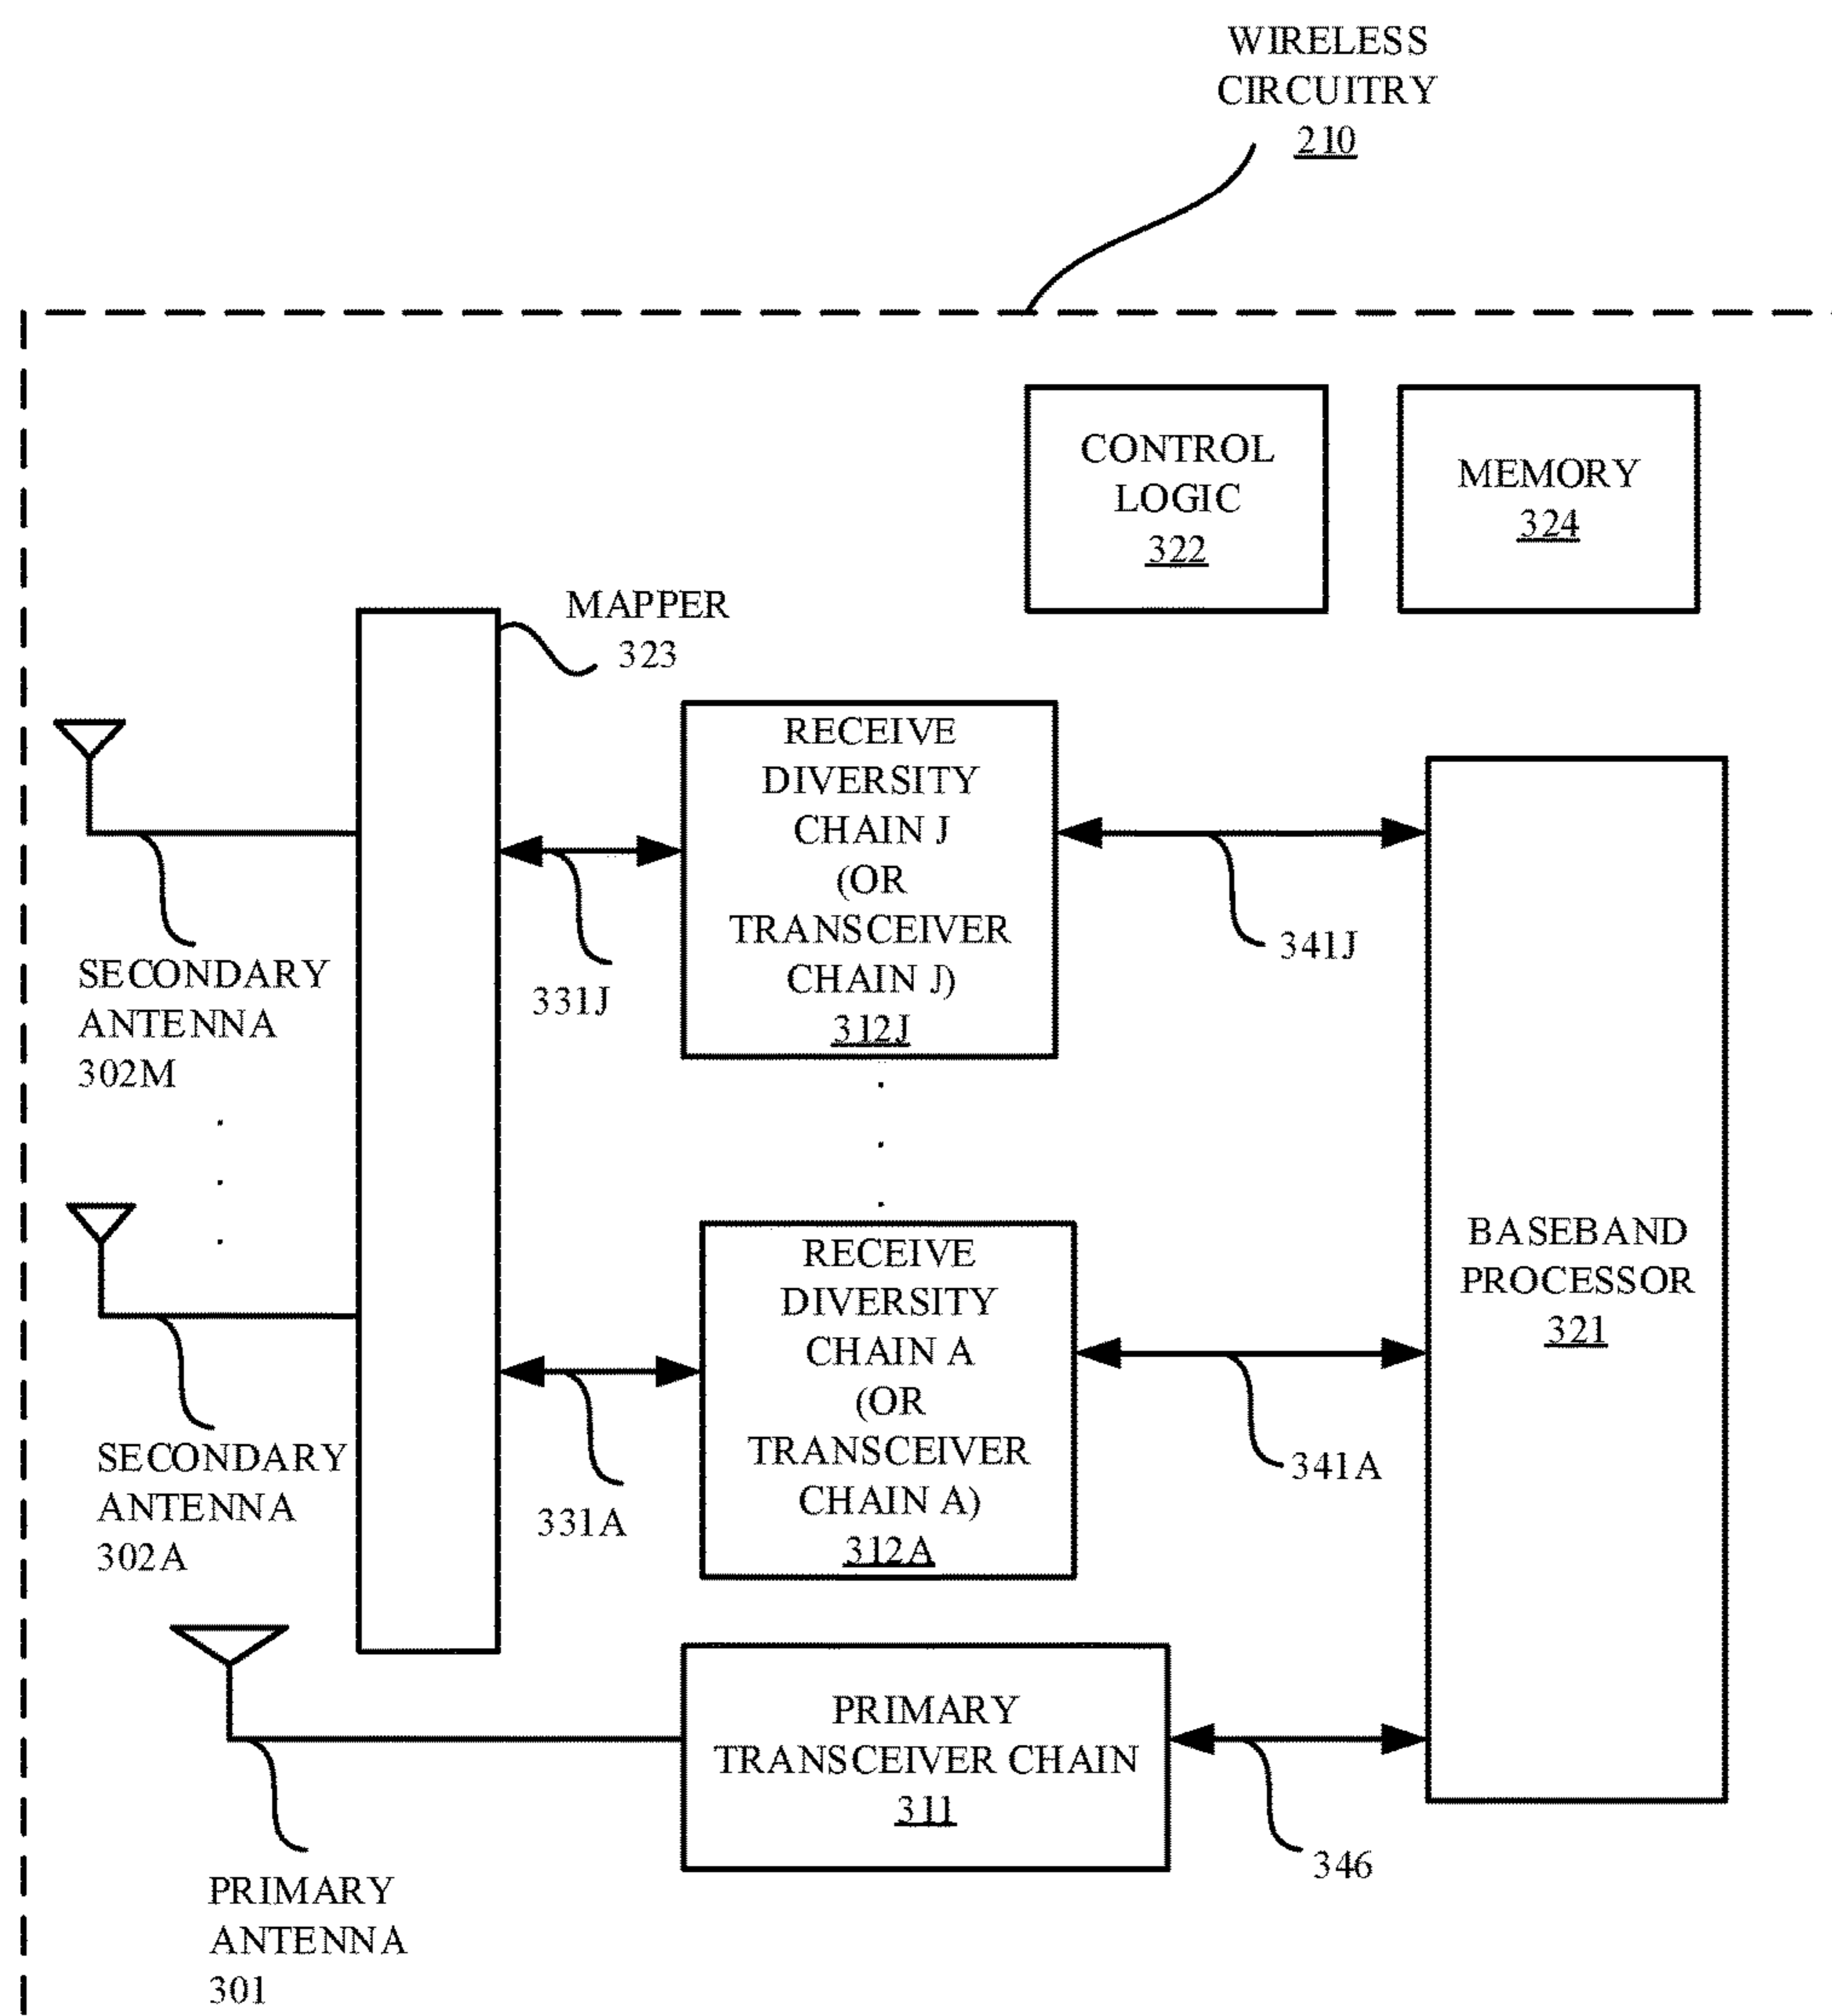 WIRELESS
CIRCUITRY
210
CONTROL
LOGIC
322
MEMORY
324
MAPPER
323
RECEIVE
DIVERSITY
CHAIN J
(OR
TRANSCEIVER
CHAIN J)
312J
SECONDARY
ANTENNA
302M
331J
341J
RECEIVE
DIVERSITY
CHAIN A
(OR
TRANSCEIVER
CHAIN A)
312A
BASEBAND
PROCESSOR
321
SECONDARY
ANTENNA
302A
331A
341A
PRIMARY
TRANSCEIVER CHAIN
311
346
PRIMARY
ANTENNA
301